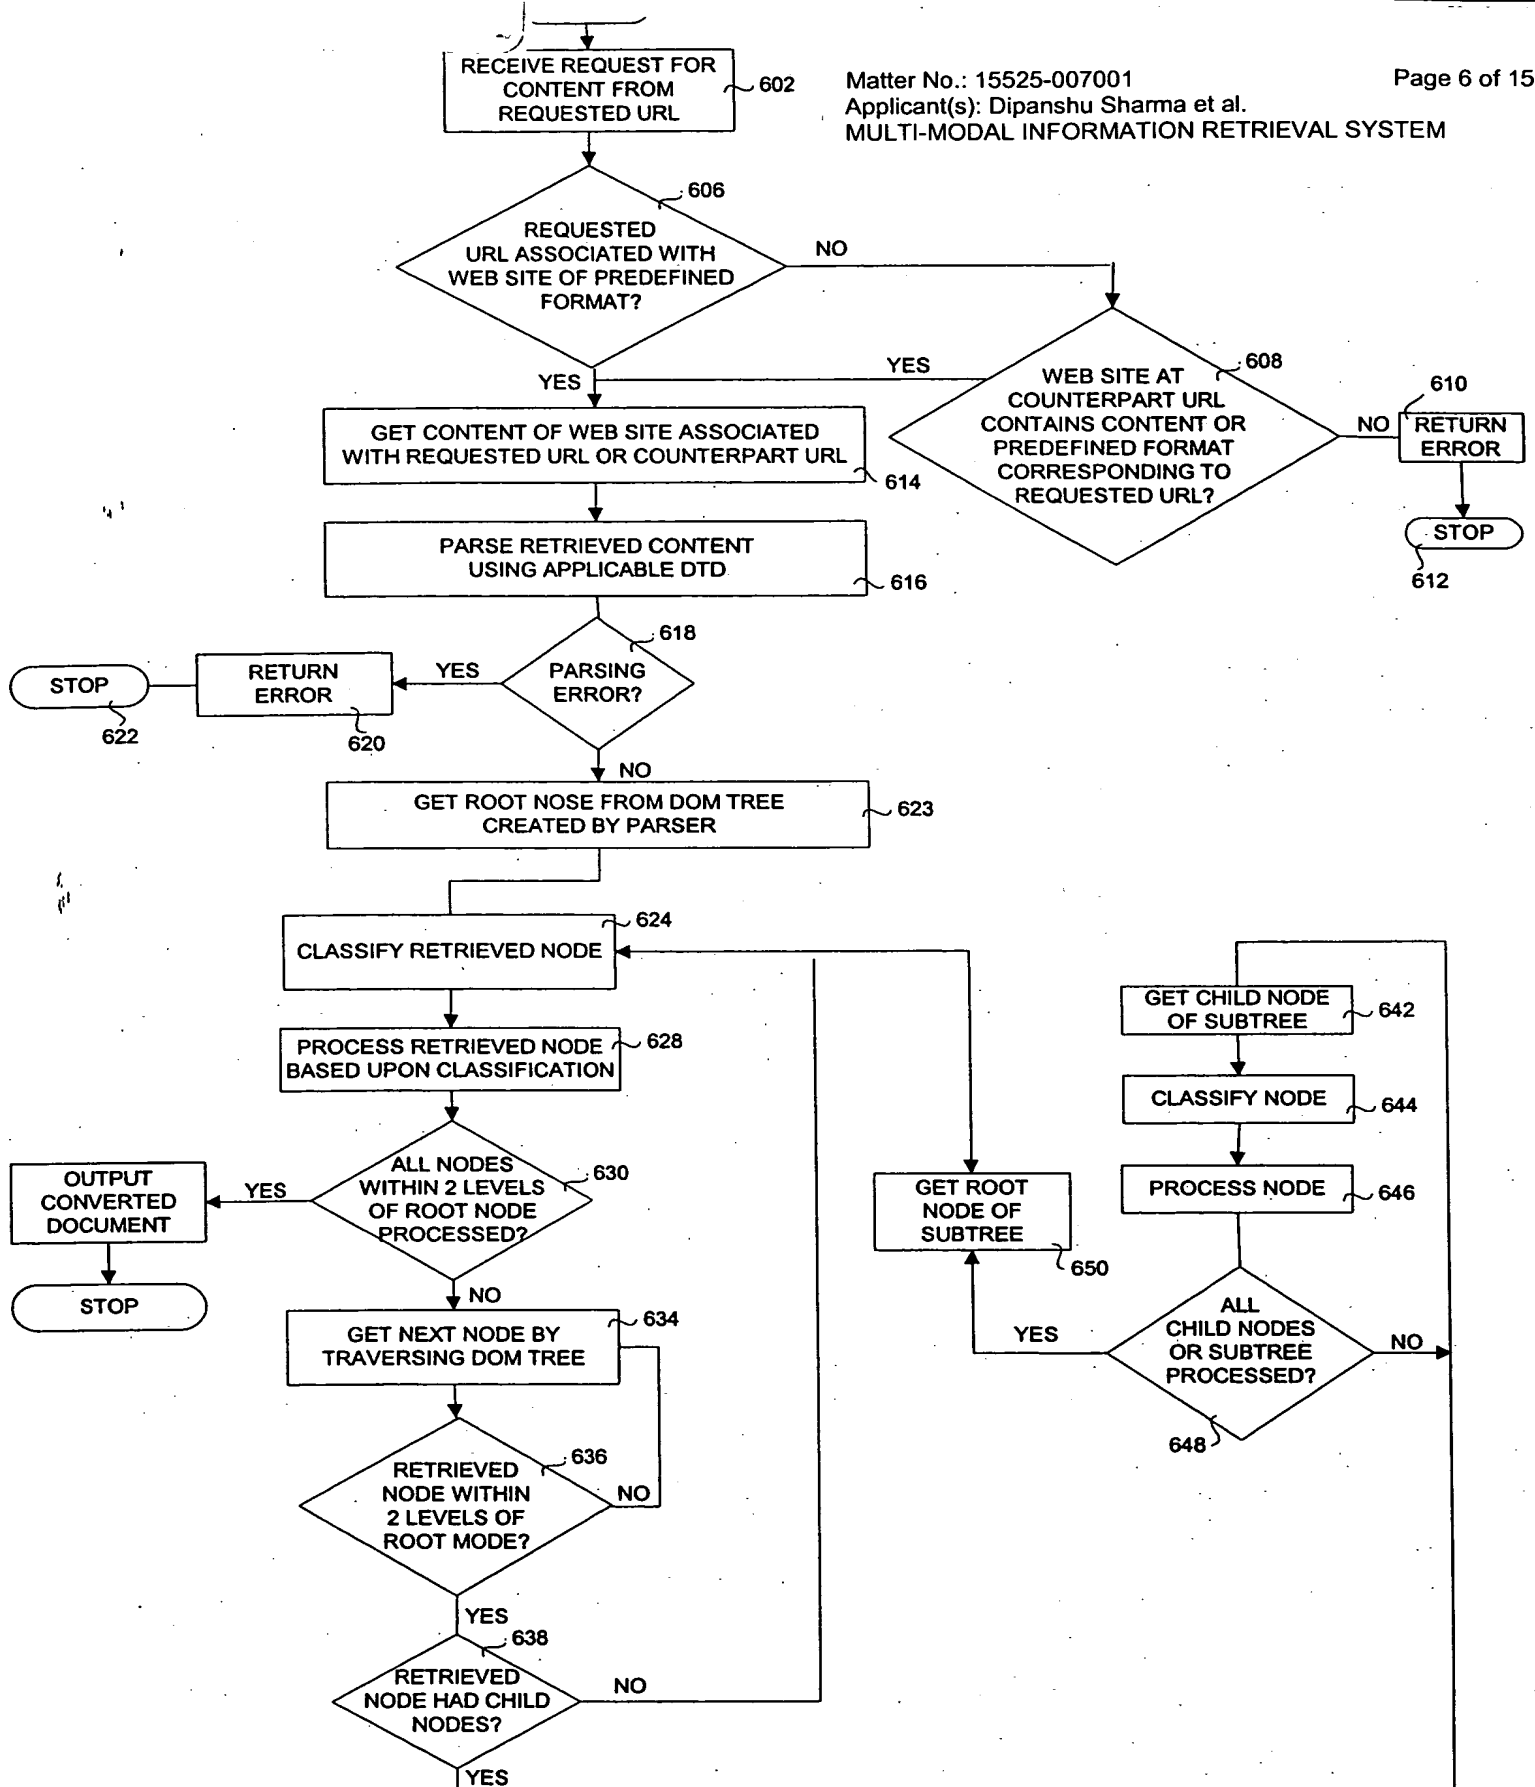 Matter No.: 15525-007001
Page 6 of 15
Applicant(s): Dipanshu Sharma et al.
MULTI-MODAL INFORMATION RETRIEVAL SYSTEM
RECEIVE REQUEST FOR
CONTENT FROM
REQUESTED URL
602
606
REQUESTED
URL ASSOCIATED WITH
WEB SITE OF PREDEFINED
FORMAT?
NO
YES
YES
608
WEB SITE AT
COUNTERPART URL
CONTAINS CONTENT OR
PREDEFINED FORMAT
CORRESPONDING TO
REQUESTED URL?
NO
610
RETURN
ERROR
STOP
612
GET CONTENT OF WEB SITE ASSOCIATED
WITH REQUESTED URL OR COUNTERPART URL
614
PARSE RETRIEVED CONTENT
USING APPLICABLE DTD
616
618
PARSING
ERROR?
YES
RETURN
ERROR
620
STOP
622
NO
GET ROOT NOSE FROM DOM TREE
CREATED BY PARSER
623
624
CLASSIFY RETRIEVED NODE
PROCESS RETRIEVED NODE
BASED UPON CLASSIFICATION
628
ALL NODES
WITHIN 2 LEVELS
OF ROOT NODE
PROCESSED?
630
YES
OUTPUT
CONVERTED
DOCUMENT
STOP
NO
634
GET NEXT NODE BY
TRAVERSING DOM TREE
636
RETRIEVED
NODE WITHIN
2 LEVELS OF
ROOT MODE?
NO
YES
638
RETRIEVED
NODE HAD CHILD
NODES?
NO
YES
GET CHILD NODE
OF SUBTREE
642
CLASSIFY NODE
644
PROCESS NODE
646
ALL
CHILD NODES
OR SUBTREE
PROCESSED?
648
NO
YES
GET ROOT
NODE OF
SUBTREE
650